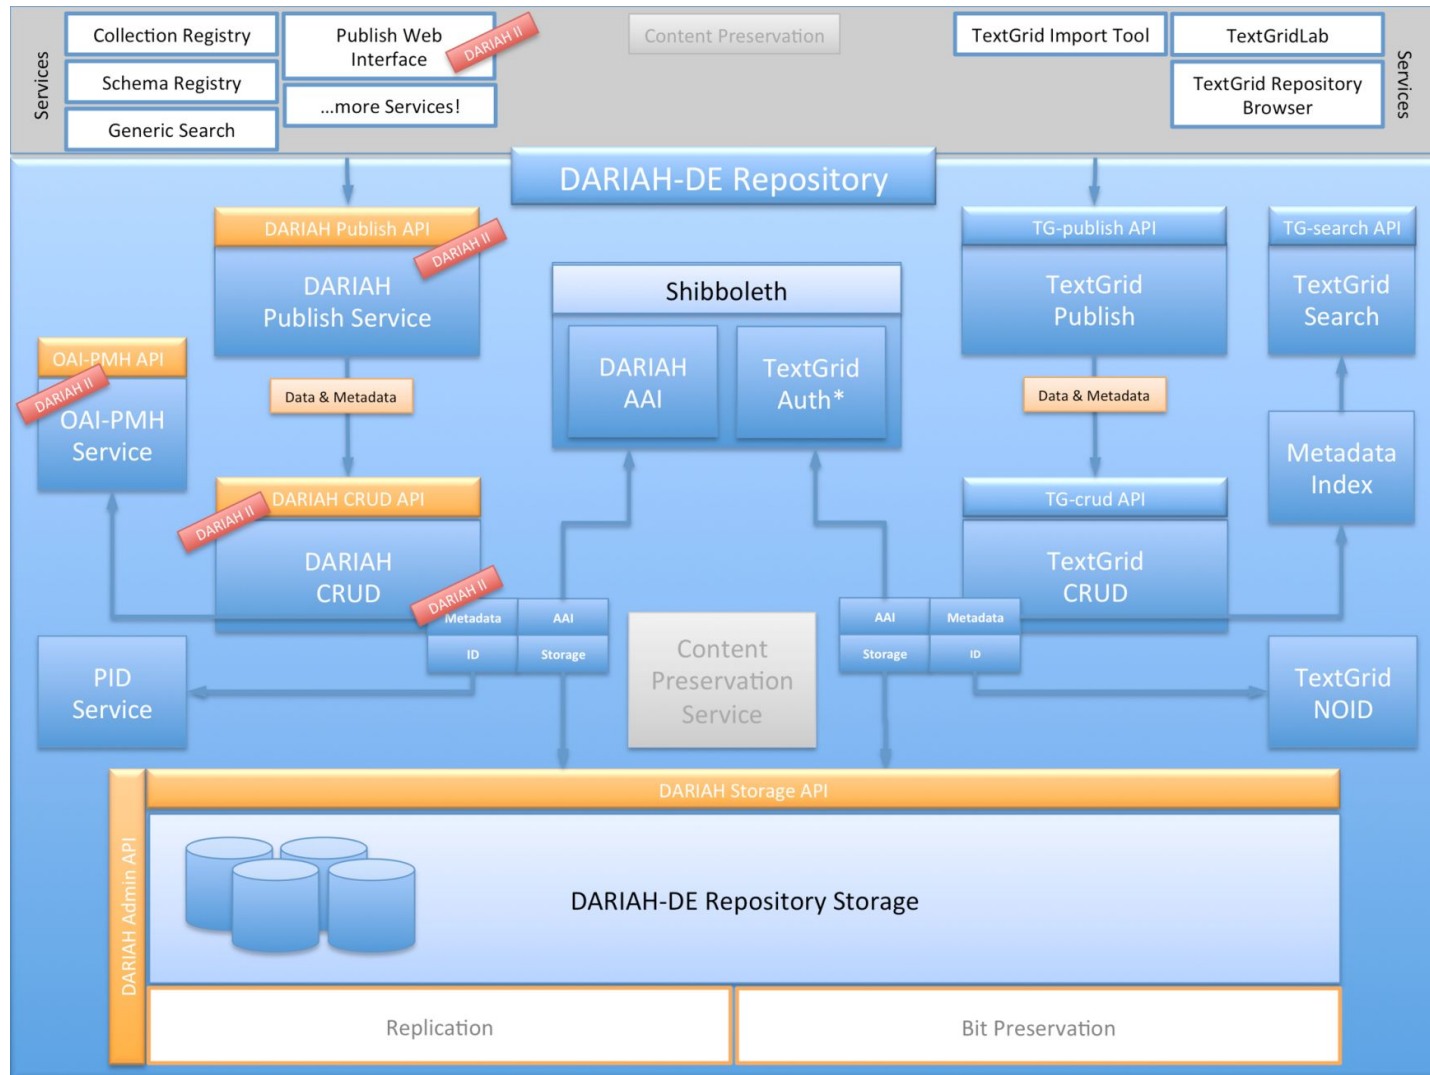 Services
Collection Registry
Schema Registry
Generic Search
Publish Web
Interface
DARIAH II
...more Services!
Content Preservation
TextGrid Import Tool
TextGridLab
TextGrid Repository
Browser
Services
DARIAH-DE Repository
DARIAH Publish API
DARIAH II
DARIAH
Publish Service
OAI-PMH API
DARIAH II
OAI-PMH
Service
Data & Metadata
DARIAH CRUD API
DARIAH II
DARIAH
CRUD
DARIAH II
Metadata
AAI
ID
Storage
PID
Service
Shibboleth
DARIAH
AAI
TextGrid
Auth*
Content
Preservation
Service
TG-publish API
TextGrid
Publish
Data & Metadata
TG-crud API
TextGrid
CRUD
AAI
Metadata
Storage
ID
TG-search API
TextGrid
Search
Metadata
Index
TextGrid
NOID
DARIAH Admin API
DARIAH Storage API
DARIAH-DE Repository Storage
Replication
Bit Preservation